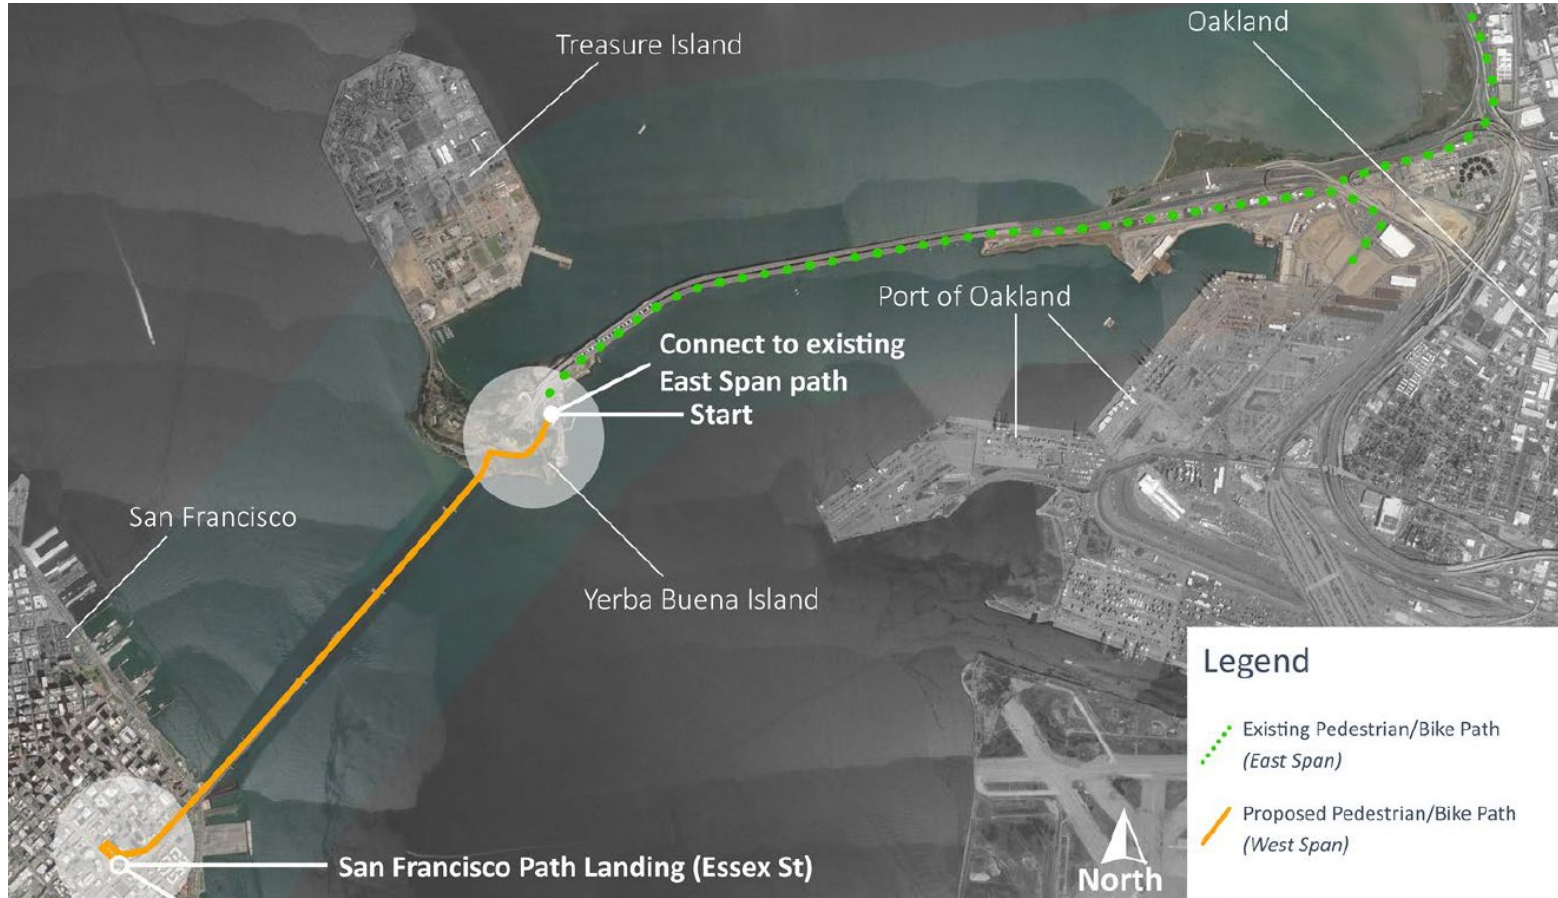 Oakland
Treasure Island
Port of Oakland
Connect to existing
East Span path
Start
San Francisco
Yerba Buena Island
Legend
Existing Pedestrian/Bike Path
(East Span)
Proposed Pedestrian/Bike Path
(West Span)
San Francisco Path Landing (Essex St)
North